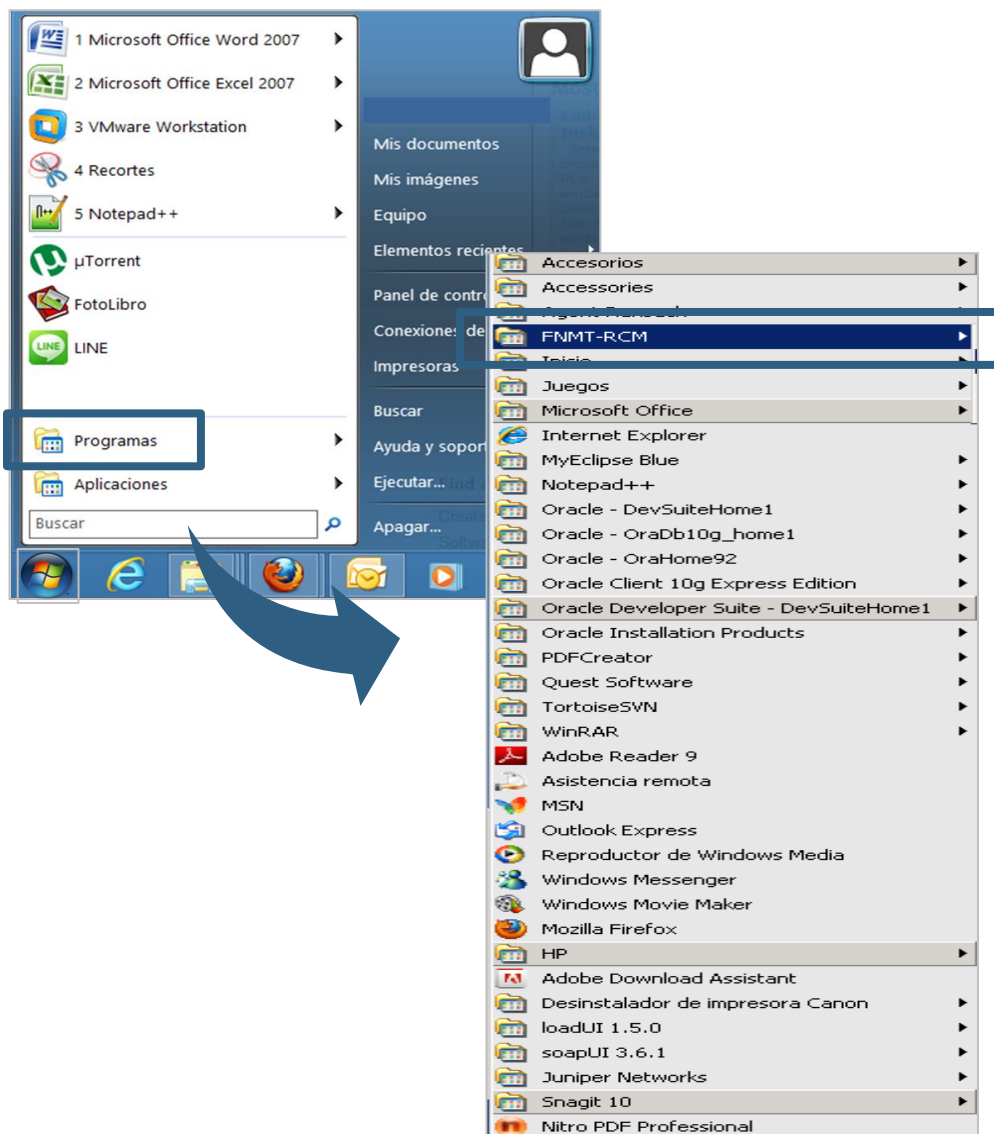 1 Microsoft Office Word 2007
2 Microsoft Office Excel 2007
3 VMware Workstation
4 Recortes
5 Notepad++
µTorrent
FotoLibro
LINE
LINE
Programas
Aplicaciones
Buscar
Mis documentos
Mis imágenes
Equipo
Elementos recientes
Panel de contr
Conexiones de
Impresoras
Buscar
Ayuda y sopor
Ejecutar...
Apagar...
Accesorios
Accessories
FNMT-RCM
Inicio
Juegos
Microsoft Office
Internet Explorer
MyEclipse Blue
Notepad++
Oracle - DevSuiteHome1
Oracle - OraDb10g_home1
Oracle - OraHome92
Oracle Client 10g Express Edition
Oracle Developer Suite - DevSuiteHome1
Oracle Installation Products
PDFCreator
Quest Software
TortoiseSVN
WinRAR
Adobe Reader 9
Asistencia remota
MSN
Outlook Express
Reproductor de Windows Media
Windows Messenger
Windows Movie Maker
Mozilla Firefox
HP
Adobe Download Assistant
Desinstalador de impresora Canon
loadUI 1.5.0
soapUI 3.6.1
Juniper Networks
Snagit 10
Nitro PDF Professional